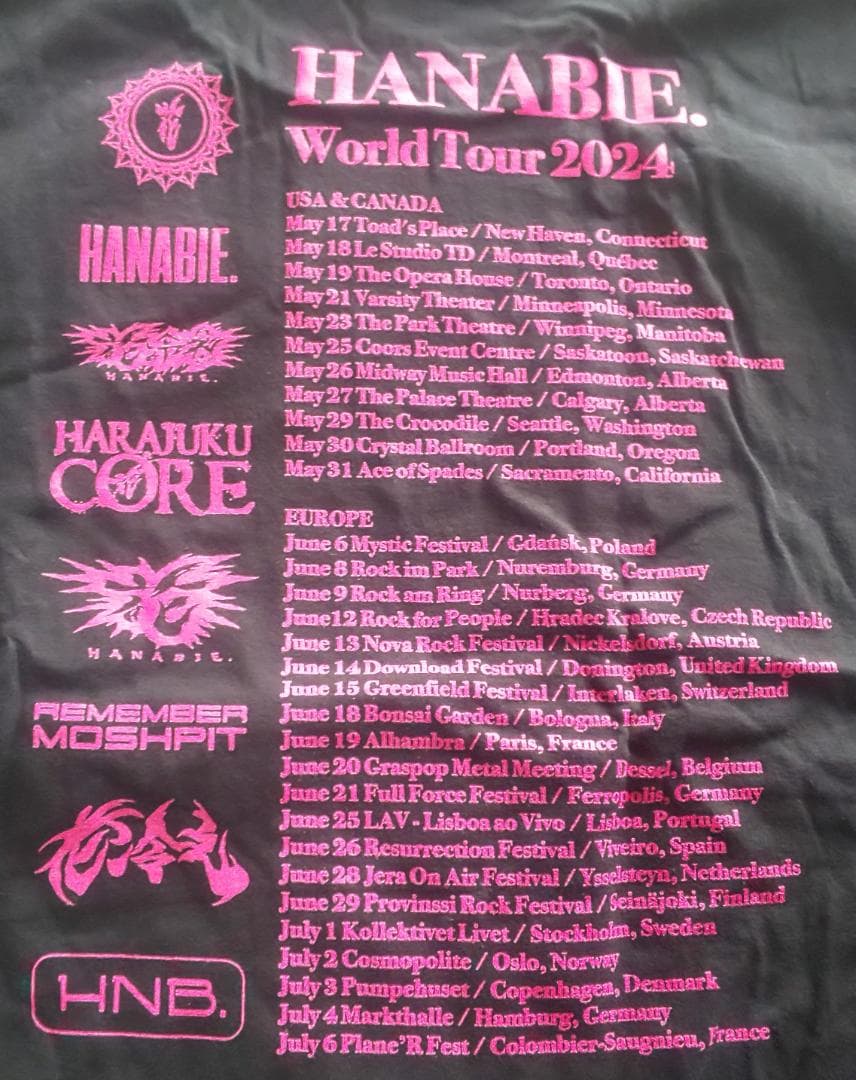 HANABIE.
World Tour 2024
USA & CANADA
May 17 Toad's Place / New Haven, Connecticut
May 18 Le Studio TD / Montreal, Québec
May 19 The Opera House / Toronto, Ontario
May 21 Varsity Theater / Minneapolis, Minnesota
May 23 The Park Theatre / Winnipeg, Manitoba
May 25 Coors Event Centre / Saskatoon, Saskatchewan
May 26 Midway Music Hall / Edmonton, Alberta
May 27 The Palace Theatre / Calgary, Alberta
May 29 The Crocodile / Seattle, Washington
May 30 Crystal Ballroom / Portland, Oregon
May 31 Ace of Spades / Sacramento, California
EUROPE
June 6 Mystic Festival / Gdańsk, Poland
June 8 Rock im Park / Nuremburg, Germany
June 9 Rock am Ring / Nurberg, Germany
June 12 Rock for People / Hradec Kralove, Czech Republic
June 13 Nova Rock Festival / Nickelsdorf, Austria
June 14 Download Festival / Donington, United Kingdom
June 15 Greenfield Festival / Interlaken, Switzerland
June 18 Bonsai Garden / Bologna, Italy
June 19 Alhambra / Paris, France
June 20 Graspop Metal Meeting / Dessel, Belgium
June 21 Full Force Festival / Ferropolis, Germany
June 25 LAV - Lisboa ao Vivo / Lisboa, Portugal
June 26 Resurrection Festival / Viveiro, Spain
June 28 Jera On Air Festival / Ysselsteyn, Netherlands
June 29 Provinssi Rock Festival / Seinäjoki, Finland
July 1 Kollektivet Livet / Stockholm, Sweden
July 2 Cosmopolite / Oslo, Norway
July 3 Pumpehuset / Copenhagen, Denmark
July 4 Markthalle / Hamburg, Germany
July 6 Plane'R Fest / Colombier-Saugnieu, France
HANABIE.
HANABIE.
HARAJUKU
CORE
HANABIE.
REMEMBER
MOSHPIT
HNB.